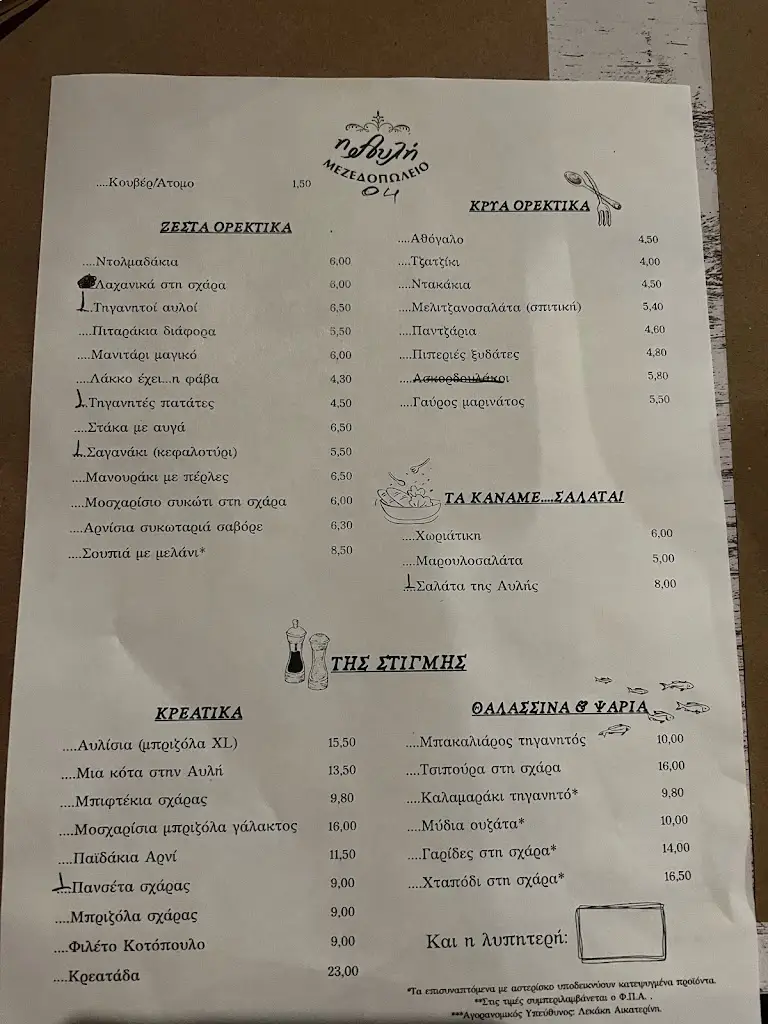 η Αυλή
ΜΕΖΕΔΟΠΩΛΕΙΟ
04
....Κουβέρ/Άτομο 1,50
ΖΕΣΤΑ ΟΡΕΚΤΙΚΑ
....Ντολμαδάκια 6,00
Λαχανικά στη σχάρα 6,00
1 ...Τηγανητοί αυλοί 6,50
....Πιταράκια διάφορα 5,50
....Μανιτάρι μαγικό 6,00
....Λάκκο έχει...η φάβα 4,30
1 ...Τηγανητές πατάτες 4,50
....Στάκα με αυγά 6,50
1 ...Σαγανάκι (κεφαλοτύρι) 5,50
....Μανουράκι με πέρλες 6,50
....Μοσχαρίσιο συκώτι στη σχάρα 6,00
....Αρνίσια συκωταριά σαβόρε 6,30
....Σουπιά με μελάνι* 8,50
ΚΡΥΑ ΟΡΕΚΤΙΚΑ
....Αθόγαλο 4,50
....Τζατζίκι 4,00
....Ντακάκια 4,50
....Μελιτζανοσαλάτα (σπιτική) 5,40
....Παντζάρια 4,60
....Πιπεριές ξυδάτες 4,80
....Ασκορδουλάκοι 5,80
....Γαύρος μαρινάτος 5,50
ΤΑ ΚΑΝΑΜΕ....ΣΑΛΑΤΑ!
....Χωριάτικη 6,00
....Μαρουλοσαλάτα 5,00
1 ...Σαλάτα της Αυλής 8,00
ΤΗΣ ΣΤΙΓΜΗΣ
ΚΡΕΑΤΙΚΑ
....Αυλίσια (μπριζόλα XL) 15,50
....Μια κότα στην Αυλή 13,50
....Μπιφτέκια σχάρας 9,80
....Μοσχαρίσια μπριζόλα γάλακτος 16,00
....Παϊδάκια Αρνί 11,50
1 ...Πανσέτα σχάρας 9,00
....Μπριζόλα σχάρας 9,00
....Φιλέτο Κοτόπουλο 9,00
....Κρεατάδα 23,00
ΘΑΛΑΣΣΙΝΑ & ΨΑΡΙΑ
....Μπακαλιάρος τηγανητός 10,00
....Τσιπούρα στη σχάρα 16,00
....Καλαμαράκι τηγανητό* 9,80
....Μύδια ουζάτα* 10,00
....Γαρίδες στη σχάρα* 14,00
....Χταπόδι στη σχάρα* 16,50
Και η λυπητερή:
*Τα επισυναπτόμενα με αστερίσκο υποδεικνύουν κατεψυγμένα προϊόντα.
**Στις τιμές συμπεριλαμβάνεται ο Φ.Π.Α. .
***Αγορανομικός Υπεύθυνος: Λεκάκη Αικατερίνη.